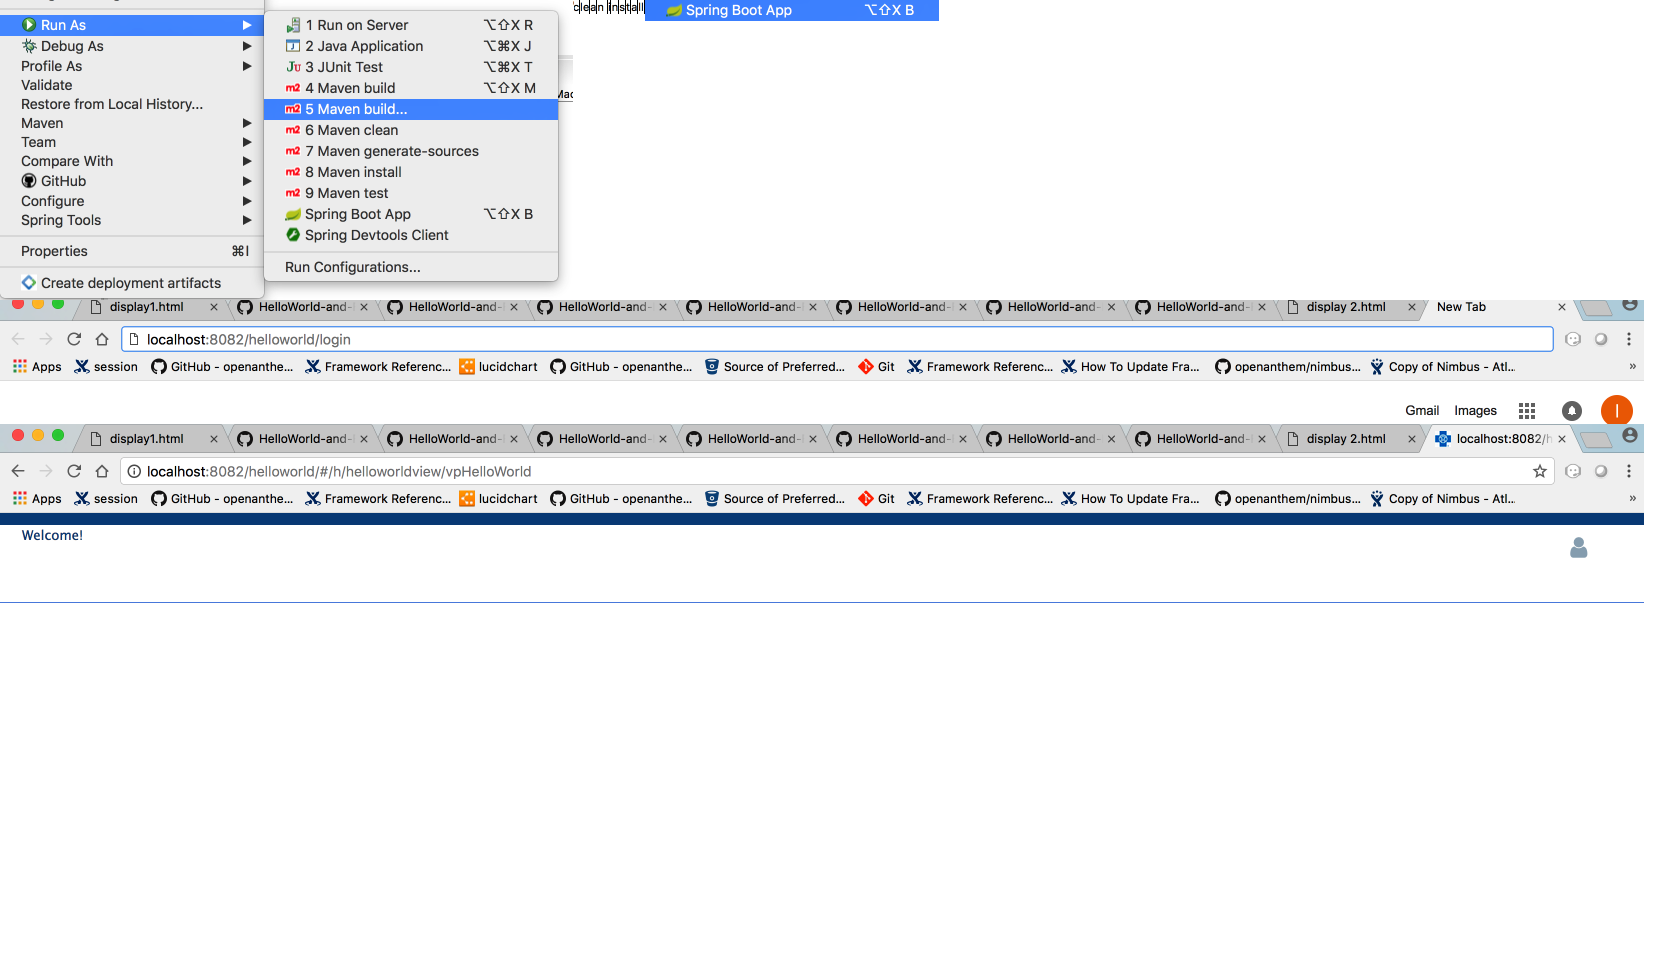 clean install
Spring Boot App ⌥⇧X B
Run As
Debug As
Profile As
Validate
Restore from Local History...
Maven
Team
Compare With
GitHub
Configure
Spring Tools
Properties ⌘I
Create deployment artifacts
1 Run on Server ⌥⇧X R
2 Java Application ⌥⌘X J
JU 3 JUnit Test ⌥⌘X T
m2 4 Maven build ⌥⇧X M
m2 5 Maven build...
m2 6 Maven clean
m2 7 Maven generate-sources
m2 8 Maven install
m2 9 Maven test
Spring Boot App ⌥⇧X B
Spring Devtools Client
Run Configurations...
Mac
display1.html HelloWorld-and- HelloWorld-and- HelloWorld-and- HelloWorld-and- HelloWorld-and- HelloWorld-and- HelloWorld-and- display 2.html New Tab
localhost:8082/helloworld/login
Apps session GitHub - openanthe... Framework Referenc... lucidchart GitHub - openanthe... Source of Preferred... Git Framework Referenc... How To Update Fra... openanthem/nimbus... Copy of Nimbus - Atl...
Gmail Images I
display1.html HelloWorld-and- HelloWorld-and- HelloWorld-and- HelloWorld-and- HelloWorld-and- HelloWorld-and- HelloWorld-and- display 2.html localhost:8082/h
localhost:8082/helloworld/#/h/helloworldview/vpHelloWorld
Apps session GitHub - openanthe... Framework Referenc... lucidchart GitHub - openanthe... Source of Preferred... Git Framework Referenc... How To Update Fra... openanthem/nimbus... Copy of Nimbus - Atl...
Welcome!